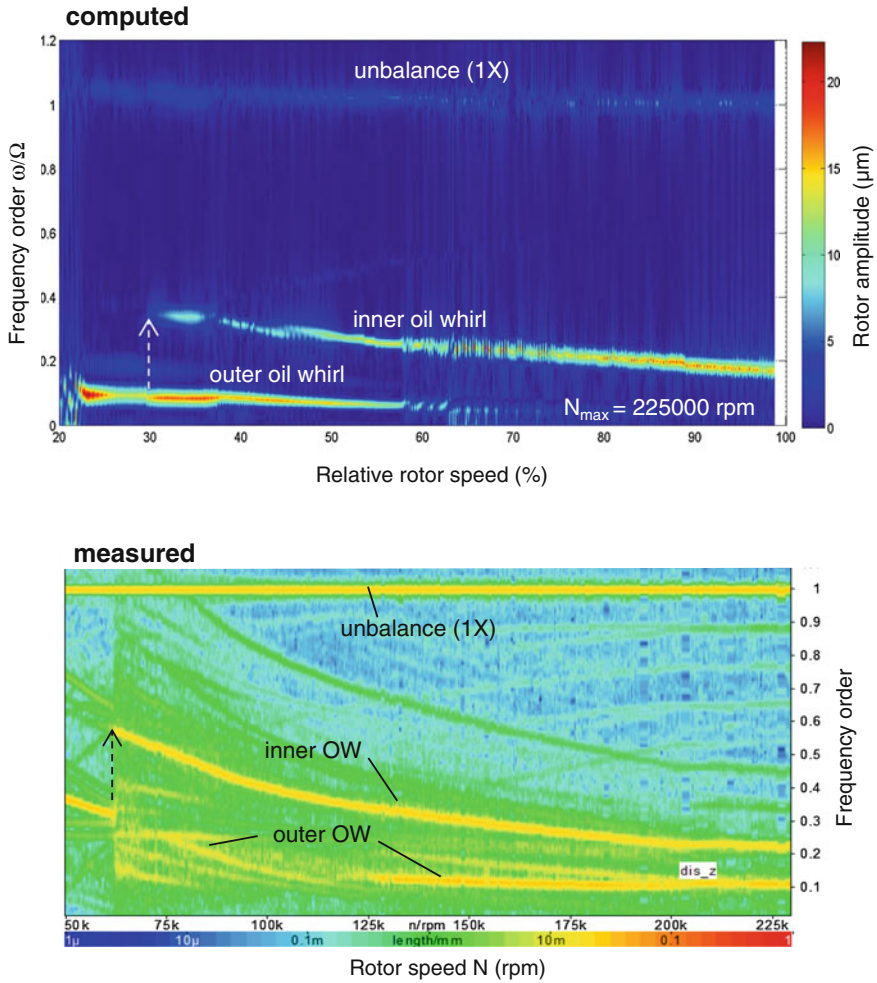 computed
1.2
1
0.8
0.6
0.4
0.2
0
Frequency order ω/Ω
unbalance (1X)
inner oil whirl
outer oil whirl
Nmax = 225000 rpm
20 30 40 50 60 70 80 90 100
Relative rotor speed (%)
20
15
10
5
0
Rotor amplitude (μm)
measured
unbalance (1X)
inner OW
outer OW
dis_z
1
0.9
0.8
0.7
0.6
0.5
0.4
0.3
0.2
0.1
Frequency order
50k 75k 100k 125k n/rpm 150k 175k 200k 225k
1μ 10μ 0.1m length/mm 10m 0.1 1
Rotor speed N (rpm)